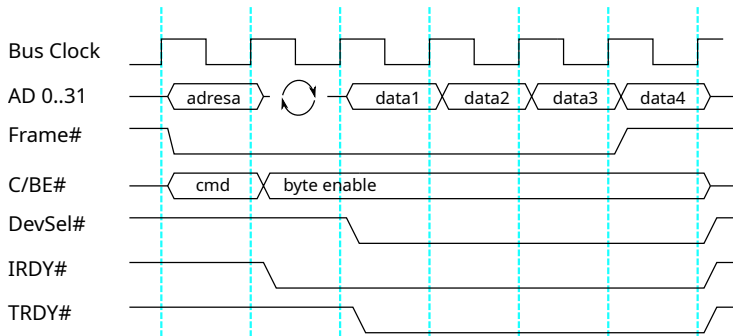 Bus Clock
AD 0..31 adresa data1 data2 data3 data4
Frame#
C/BE# cmd byte enable
DevSel#
IRDY#
TRDY#